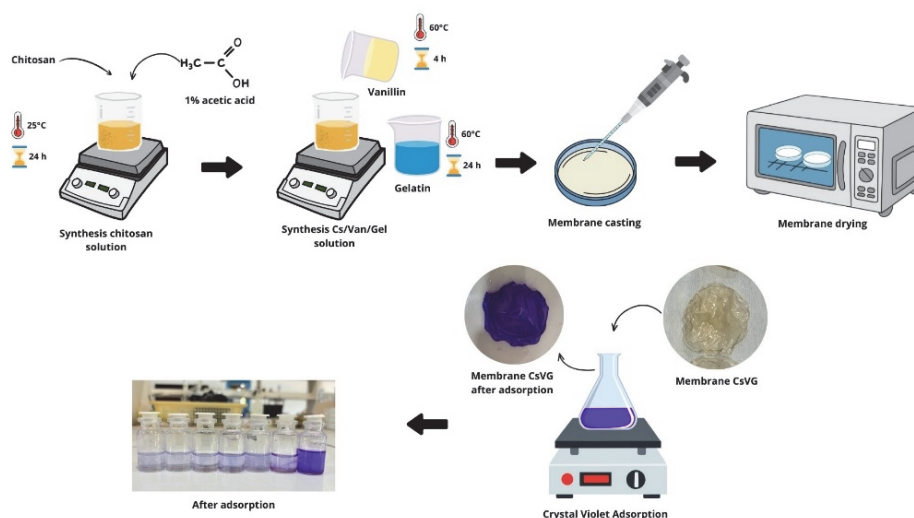 Chitosan
H₃C
C
O
OH
1% acetic acid
25°C
24 h
Synthesis chitosan
solution
60°C
4 h
Vanillin
60°C
24 h
Gelatin
Synthesis Cs/Van/Gel
solution
Membrane casting
Membrane drying
Membrane CsVG
after adsorption
Membrane CsVG
Crystal Violet Adsorption
After adsorption